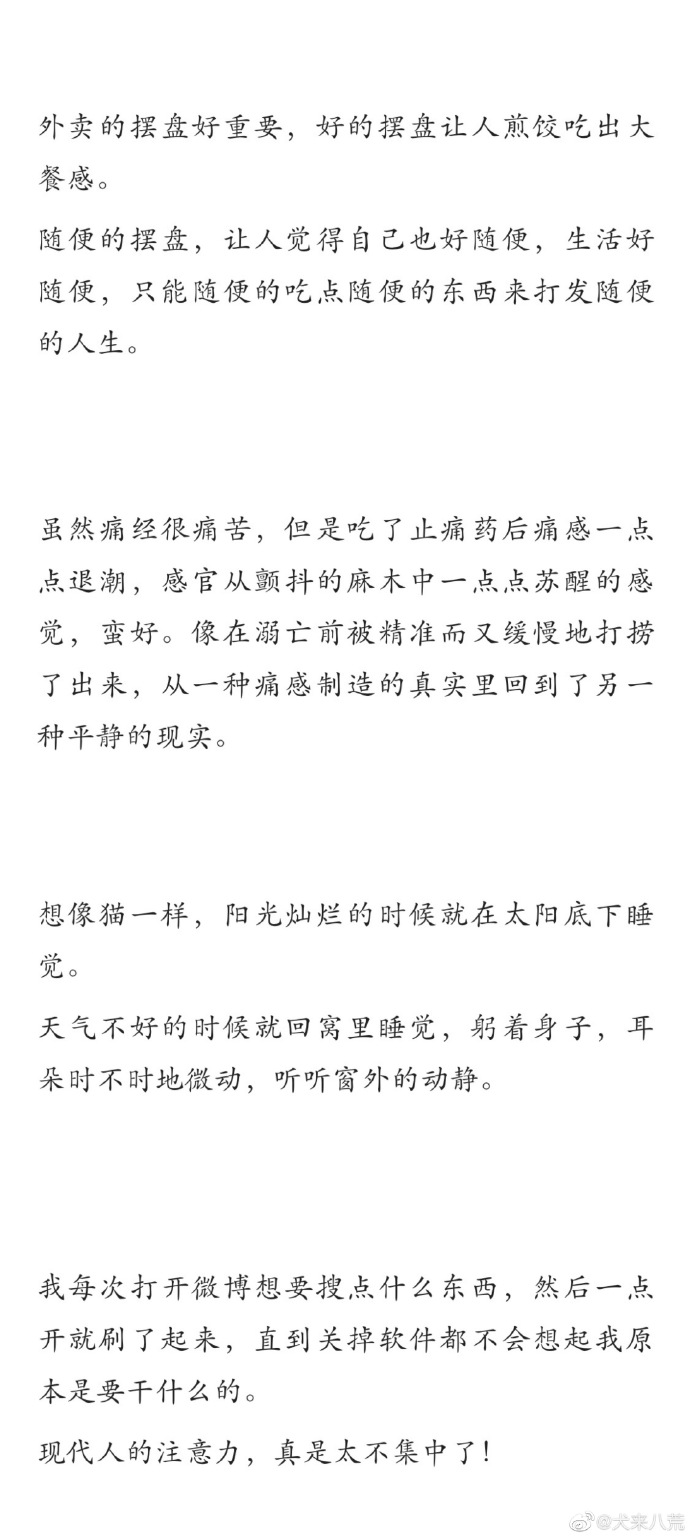 外卖的摆盘好重要，好的摆盘让人煎饺吃出大
餐感。
随便的摆盘，让人觉得自己也好随便，生活好
随便，只能随便的吃点随便的东西来打发随便
的人生。
虽然痛经很痛苦，但是吃了止痛药后痛感一点
点退潮，感官从颤抖的麻木中一点点苏醒的感
觉，蛮好。像在溺亡前被精准而又缓慢地打捞
了出来，从一种痛感制造的真实里回到了另一
种平静的现实。
想像猫一样，阳光灿烂的时候就在太阳底下睡
觉。
天气不好的时候就回窝里睡觉，躬着身子，耳
朵时不时地微动，听听窗外的动静。
我每次打开微博想要搜点什么东西，然后一点
开就刷了起来，直到关掉软件都不会想起我原
本是要干什么的。
现代人的注意力，真是太不集中了！
@犬来八荒